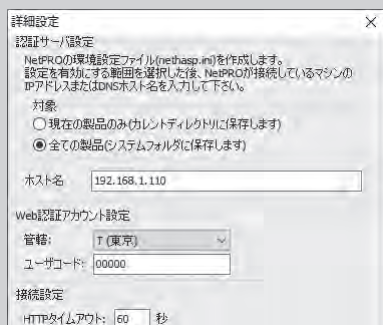 詳細設定
認証サーバ設定
NetPROの環境設定ファイル(nethasp.ini)を作成します。
設定を有効にする範囲を選択した後、NetPROが接続しているマシンの
IPアドレスまたはDNSホスト名を入力して下さい。
対象
現在の製品のみ(カレントディレクトリに保存します)
全ての製品(システムフォルダに保存します)
ホスト名 192.168.1.110
Web認証アカウント設定
管轄: T (東京)
ユーザコード: 00000
接続設定
HTTPタイムアウト: 60 秒